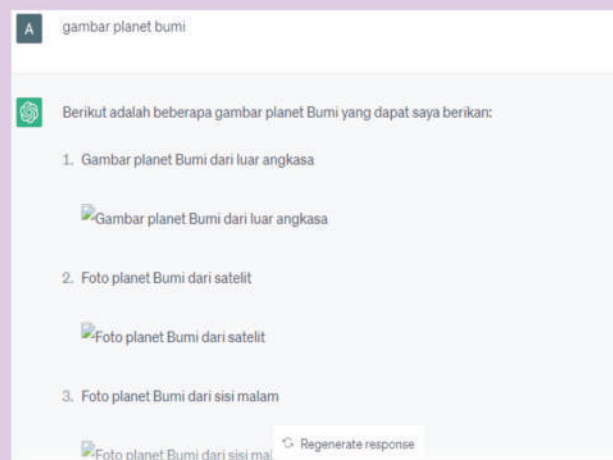 A
gambar planet bumi
Berikut adalah beberapa gambar planet Bumi yang dapat saya berikan:
1. Gambar planet Bumi dari luar angkasa
Gambar planet Bumi dari luar angkasa
2. Foto planet Bumi dari satelit
Foto planet Bumi dari satelit
3. Foto planet Bumi dari sisi malam
Foto planet Bumi dari sisi
Regenerate response